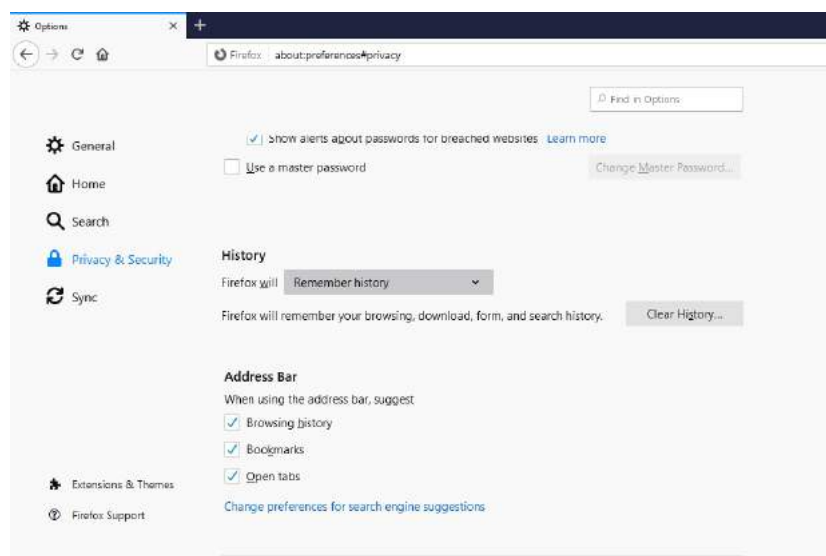 Options
Firefox about:preferences#privacy
Find in Options
Show alerts about passwords for breached websites Learn more
General
Use a master password Change Master Password...
Home
Search
History
Privacy & Security
Firefox will Remember history
Sync
Firefox will remember your browsing, download, form, and search history. Clear History...
Address Bar
When using the address bar, suggest
Browsing history
Bookmarks
Open tabs
Extensions & Themes
Change preferences for search engine suggestions
Firefox Support